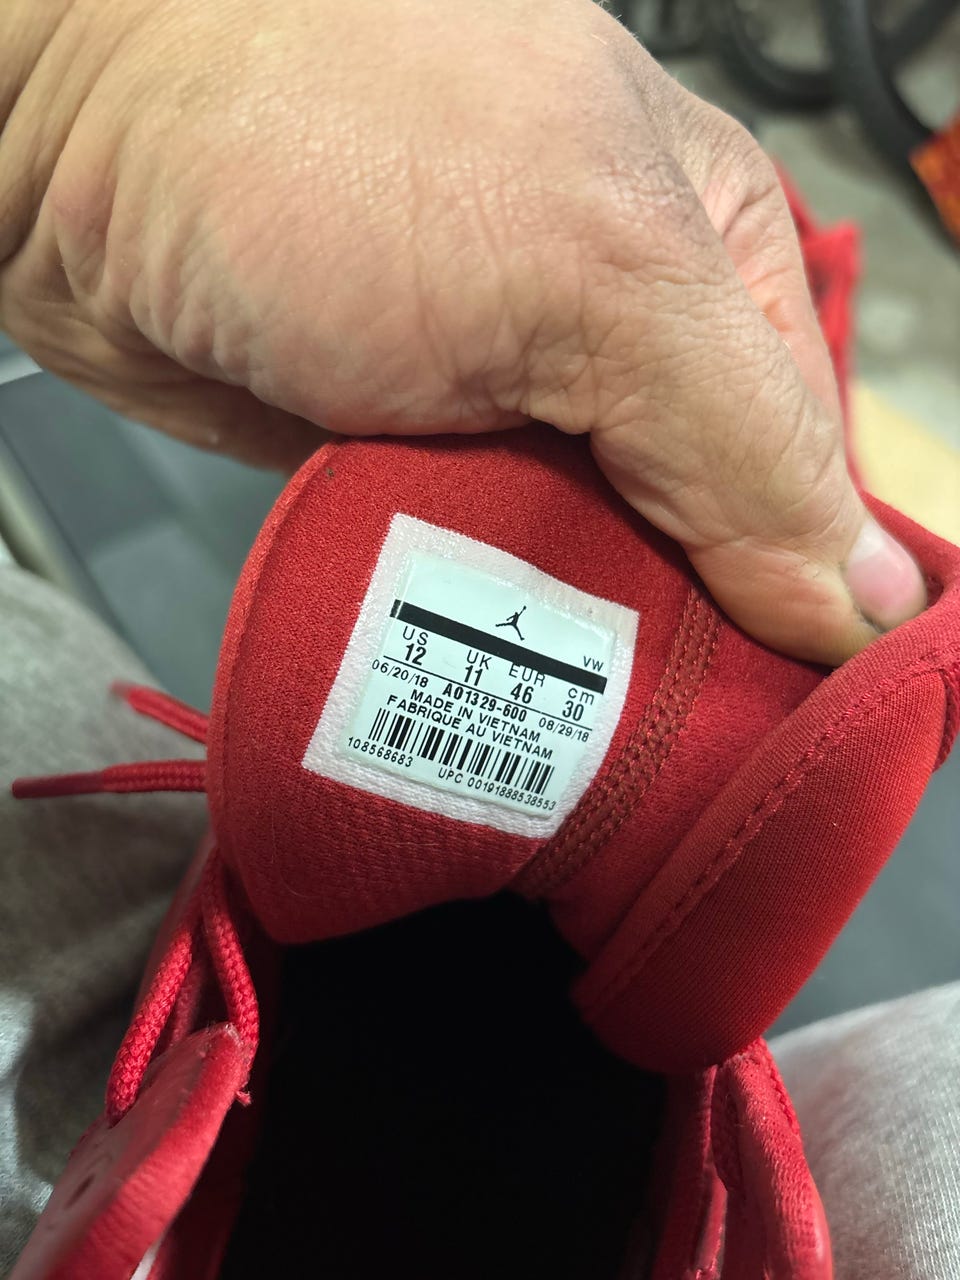 VW
US UK EUR cm
12 11 46 30
06/20/18 AO1329-600 08/29/18
MADE IN VIETNAM
FABRIQUE AU VIETNAM
108568683 UPC 00191888538553